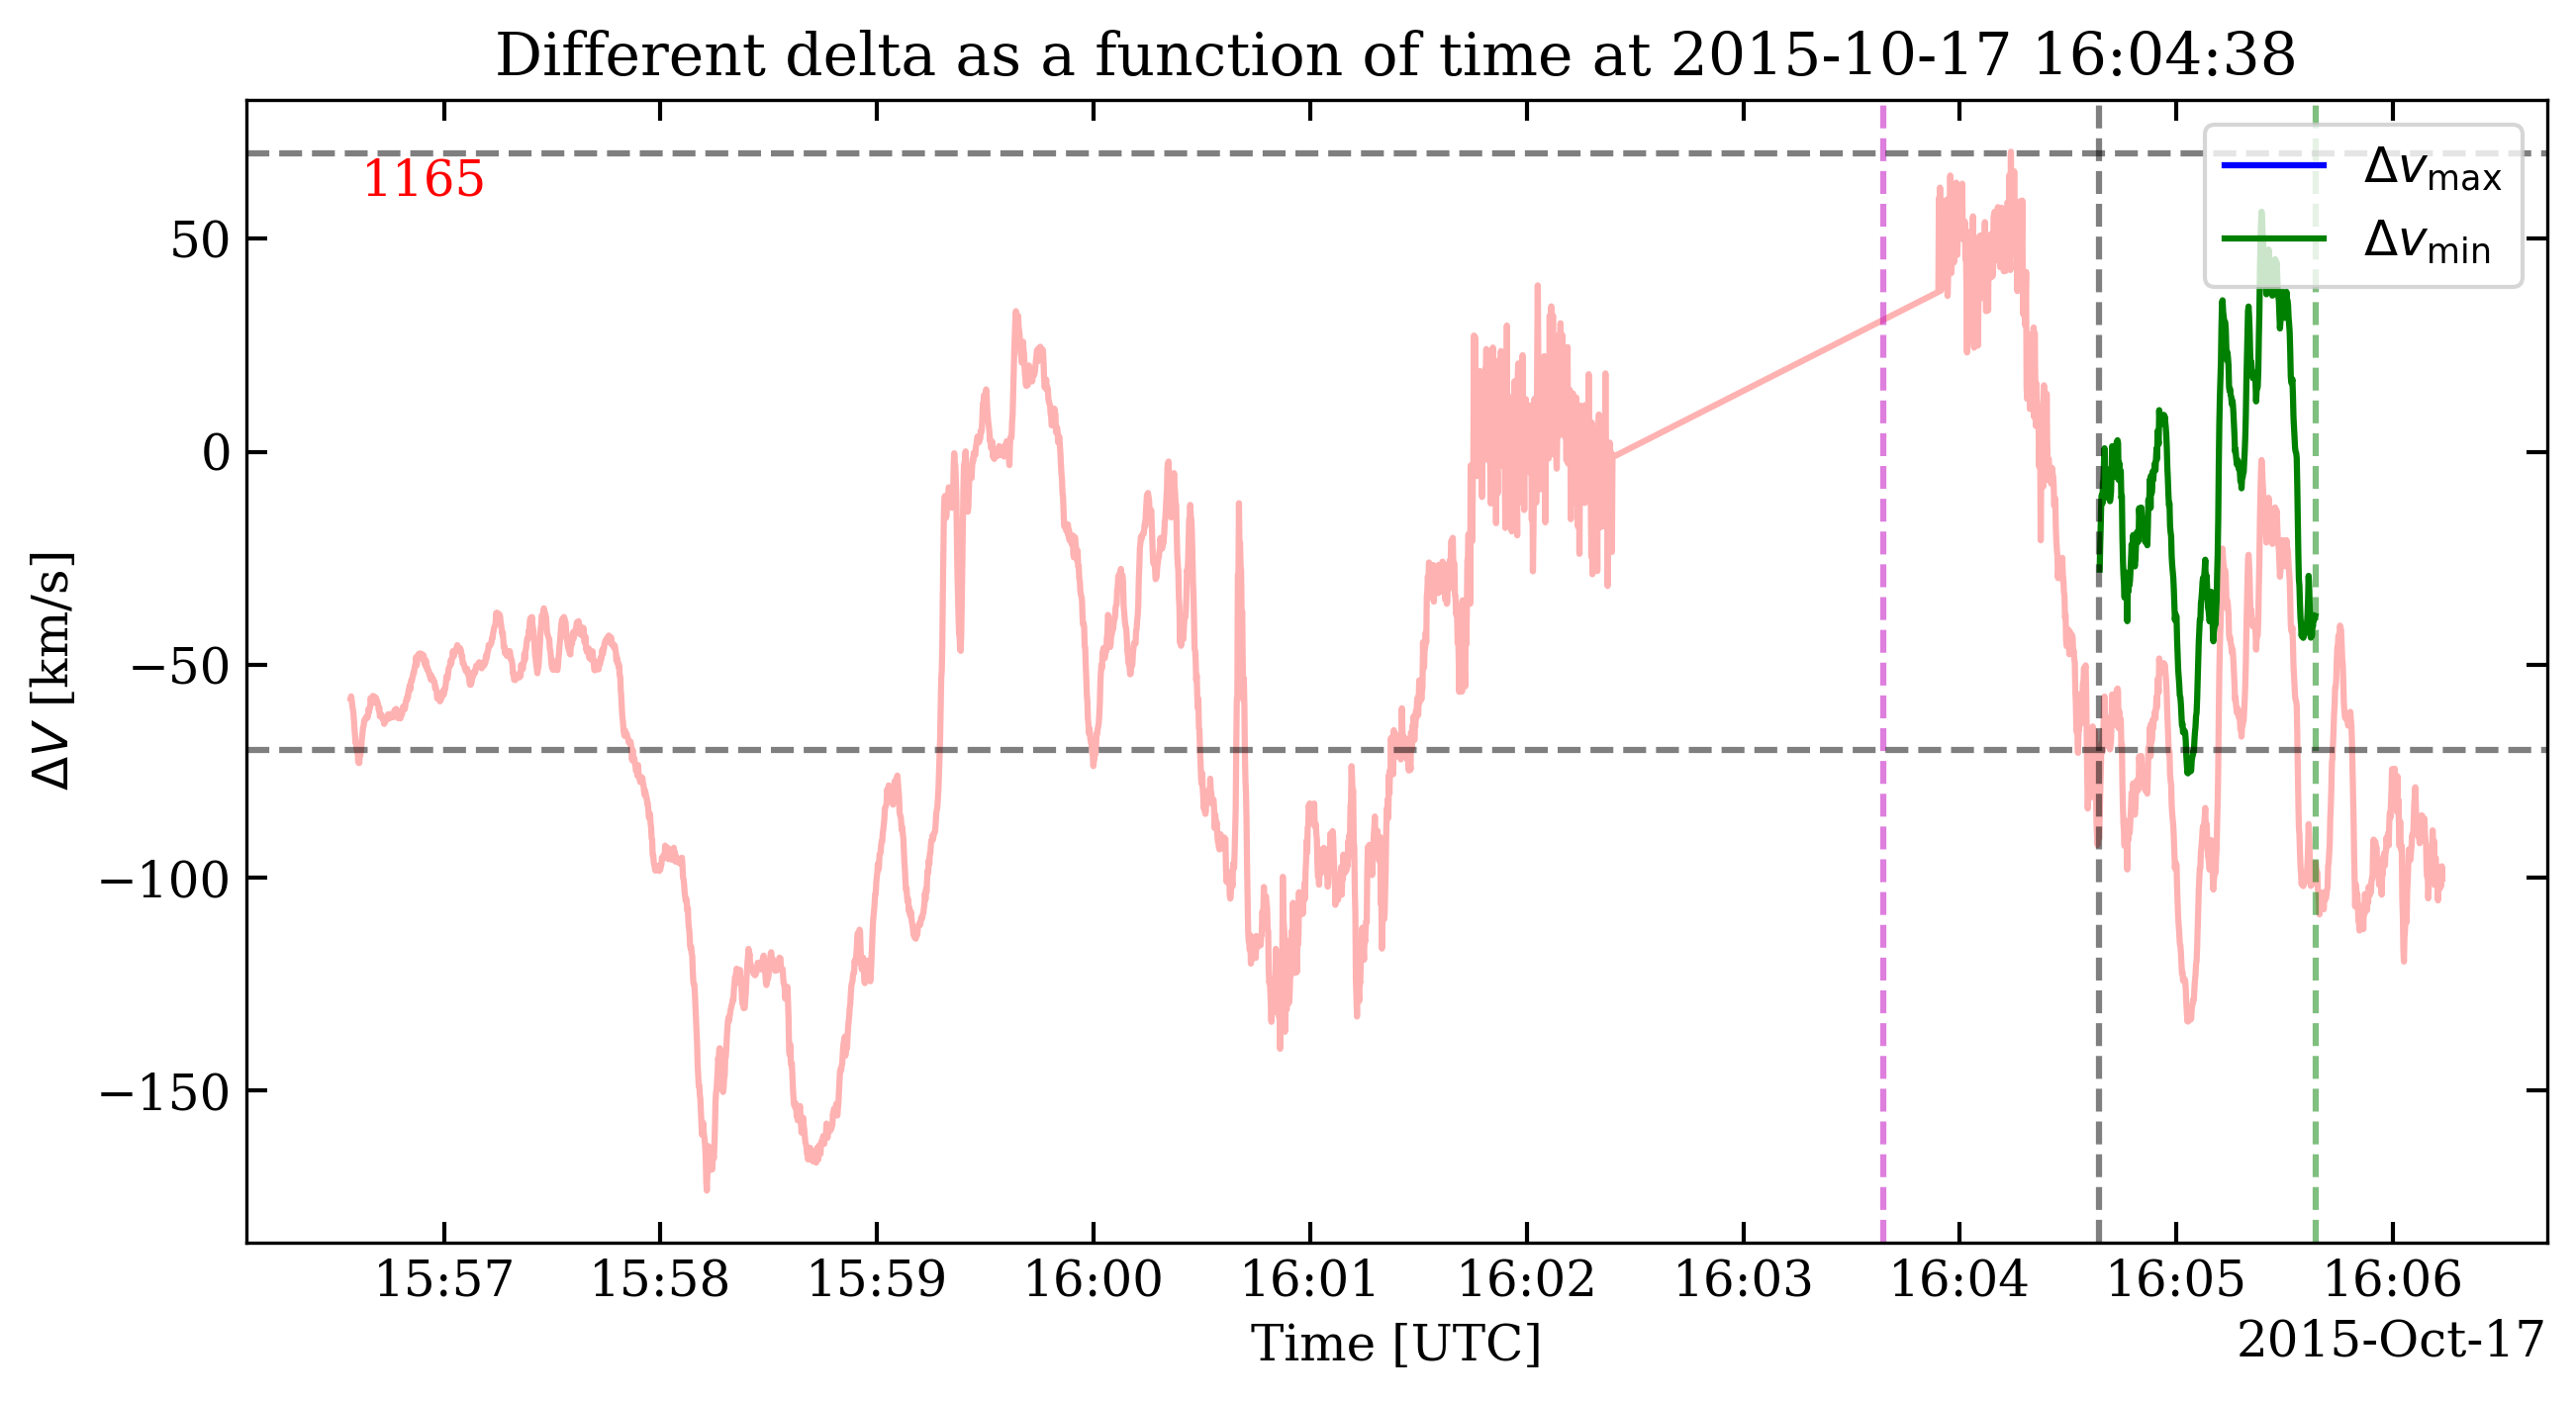 Different delta as a function of time at 2015-10-17 16:04:38
1165
Δv_max
Δv_min
50
0
−50
−100
−150
ΔV [km/s]
15:57 15:58 15:59 16:00 16:01 16:02 16:03 16:04 16:05 16:06
Time [UTC]
2015-Oct-17